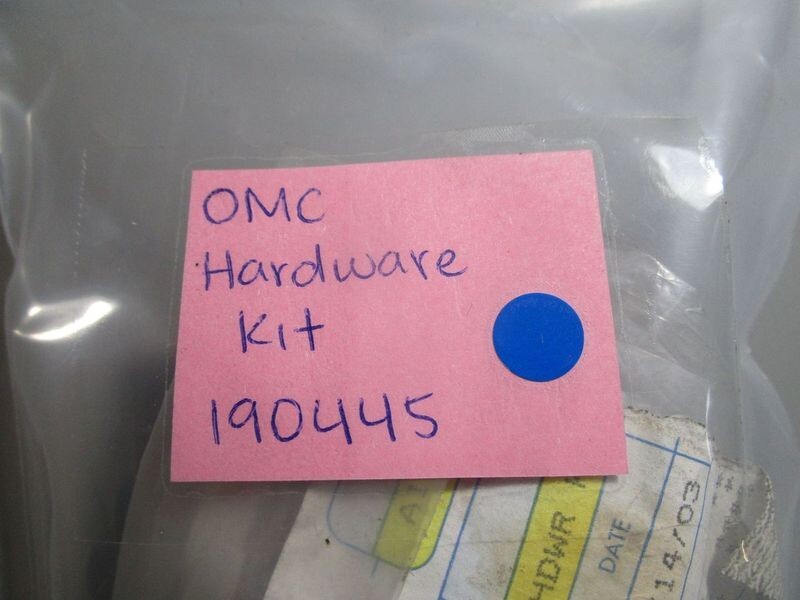 OMC
Hardware
Kit
190445
HDWR
DATE
14/03